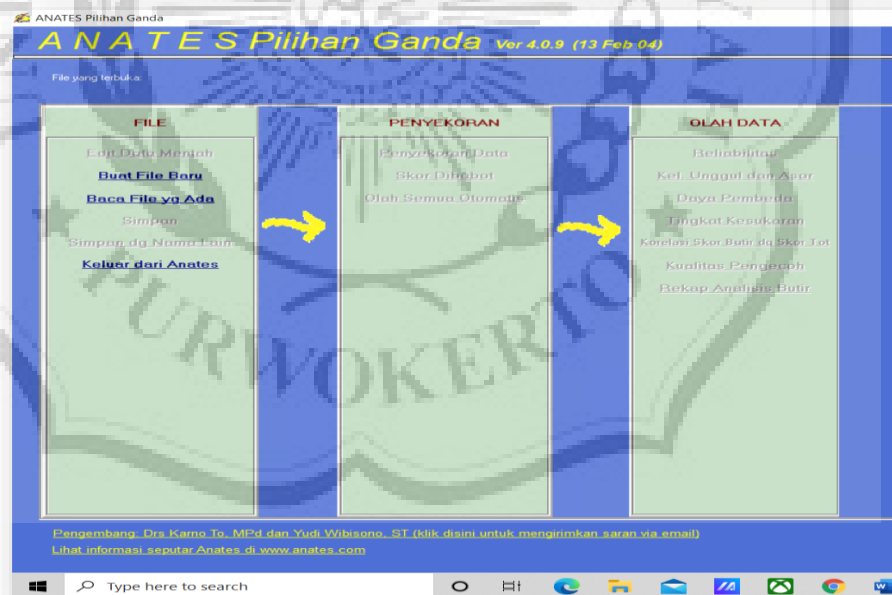 ANATES Pilihan Ganda
A N A T E S Pilihan Ganda Ver 4.0.9 (13 Feb 04)
File yang terbuka:
FILE
Edit Data Mentah
Buat File Baru
Baca File yg Ada
Simpan
Simpan dg Nama Lain
Keluar dari Anates
PENYEKORAN
Penyekoran Data
Skor Dibobot
Olah Semua Otomatis
OLAH DATA
Reliabilitas
Kel. Unggul dan Asor
Daya Pembeda
Tingkat Kesukaran
Korelasi Skor Butir dg Skor Tot
Kualitas Pengecoh
Rekap Analisis Butir
PURWOKERTO
Pengembang: Drs Karno To, MPd dan Yudi Wibisono, ST (klik disini untuk mengirimkan saran via email)
Lihat informasi seputar Anates di www.anates.com
Type here to search